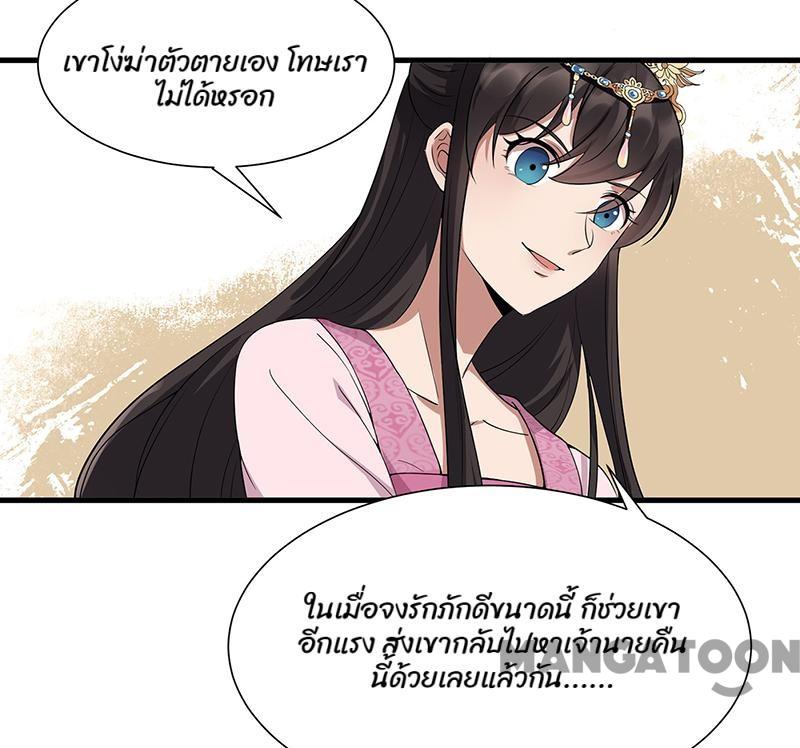 เขาโง่ฆ่าตัวตายเอง โทษเรา
ไม่ได้หรอก
ในเมื่อจงรักภักดีขนาดนี้ ก็ช่วยเขา
อีกแรง ส่งเขากลับไปหาเจ้านายคืน
นี้ด้วยเลยแล้วกัน......
MANGATOON